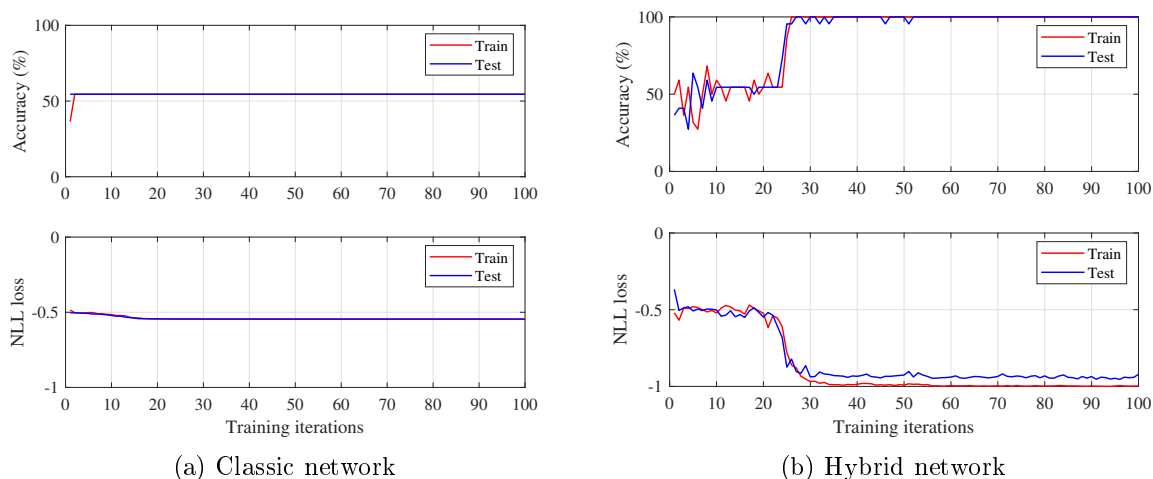 100
50
0
Accuracy (%)
Train
Test
0 10 20 30 40 50 60 70 80 90 100
0
-0.5
-1
NLL loss
Train
Test
0 10 20 30 40 50 60 70 80 90 100
Training iterations
(a) Classic network
100
50
0
Accuracy (%)
Train
Test
0 10 20 30 40 50 60 70 80 90 100
0
-0.5
-1
NLL loss
Train
Test
0 10 20 30 40 50 60 70 80 90 100
Training iterations
(b) Hybrid network